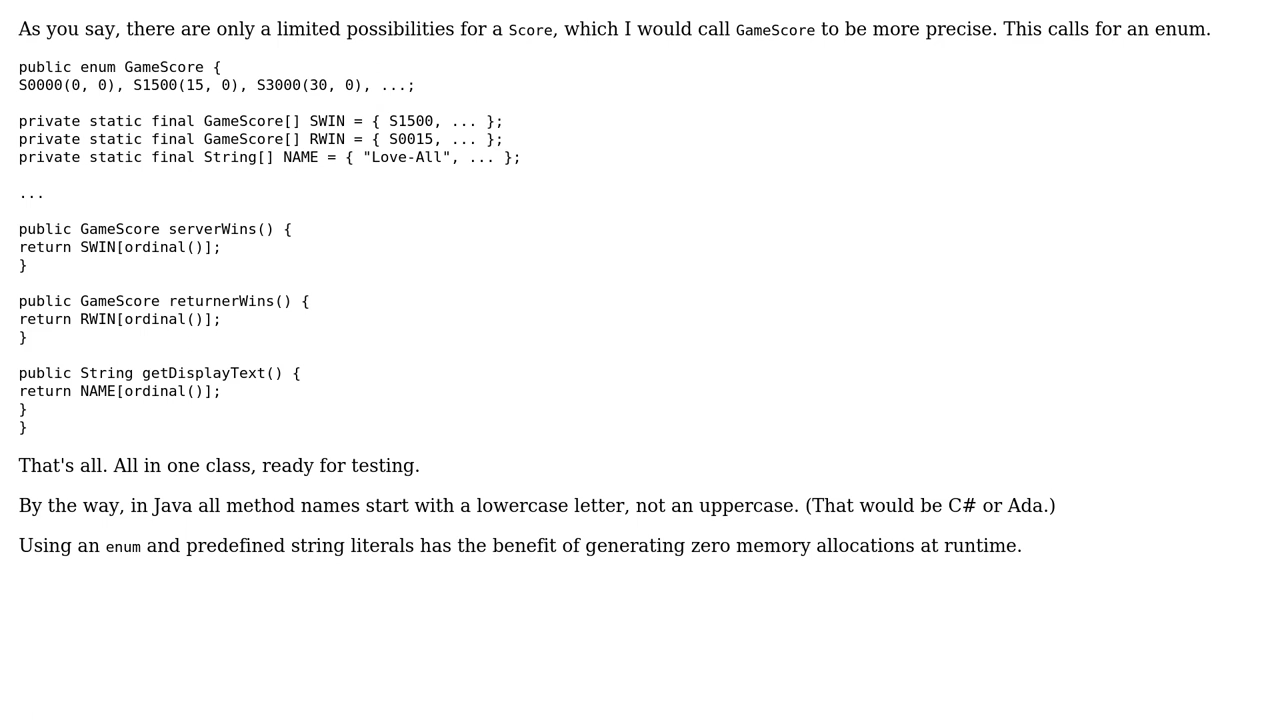 As you say, there are only a limited possibilities for a Score, which I would call GameScore to be more precise. This calls for an enum.
public enum GameScore {
S0000(0, 0), S1500(15, 0), S3000(30, 0), ...;
private static final GameScore[] SWIN = { S1500, ... };
private static final GameScore[] RWIN = { S0015, ... };
private static final String[] NAME = { "Love-All", ... };
...
public GameScore serverWins() {
return SWIN[ordinal()];
}
public GameScore returnerWins() {
return RWIN[ordinal()];
}
public String getDisplayText() {
return NAME[ordinal()];
}
}
That's all. All in one class, ready for testing.
By the way, in Java all method names start with a lowercase letter, not an uppercase. (That would be C# or Ada.)
Using an enum and predefined string literals has the benefit of generating zero memory allocations at runtime.